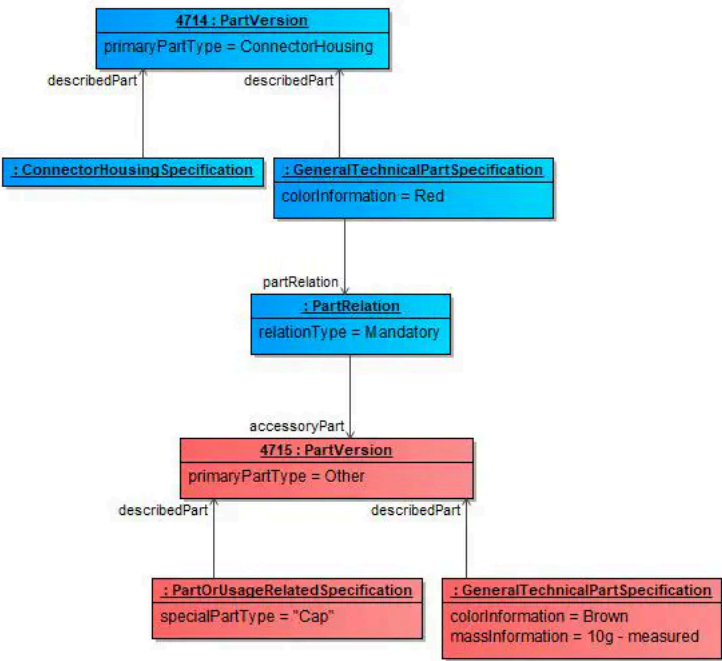 4714 : PartVersion
primaryPartType = ConnectorHousing
describedPart
describedPart
: ConnectorHousingSpecification
: GeneralTechnicalPartSpecification
colorInformation = Red
partRelation
: PartRelation
relationType = Mandatory
accessoryPart
4715 : PartVersion
primaryPartType = Other
describedPart
describedPart
: PartOrUsageRelatedSpecification
specialPartType = "Cap"
: GeneralTechnicalPartSpecification
colorInformation = Brown
massInformation = 10g - measured